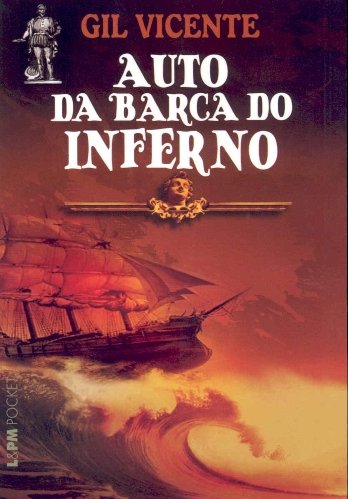 GIL VICENTE
AUTO
DA BARCA DO
INFERNO
L&PM POCKET